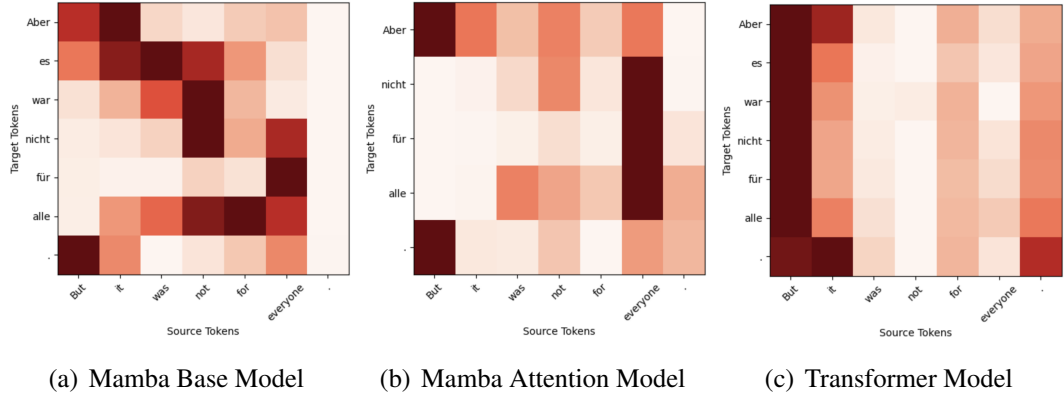 Aber
es
war
nicht
für
alle
.
Target Tokens
But it was not for everyone .
Source Tokens
Aber
nicht
für
alle
.
Target Tokens
But it was not for everyone .
Source Tokens
Aber
es
war
nicht
für
alle
.
Target Tokens
But it was not for everyone .
Source Tokens
(a) Mamba Base Model
(b) Mamba Attention Model
(c) Transformer Model